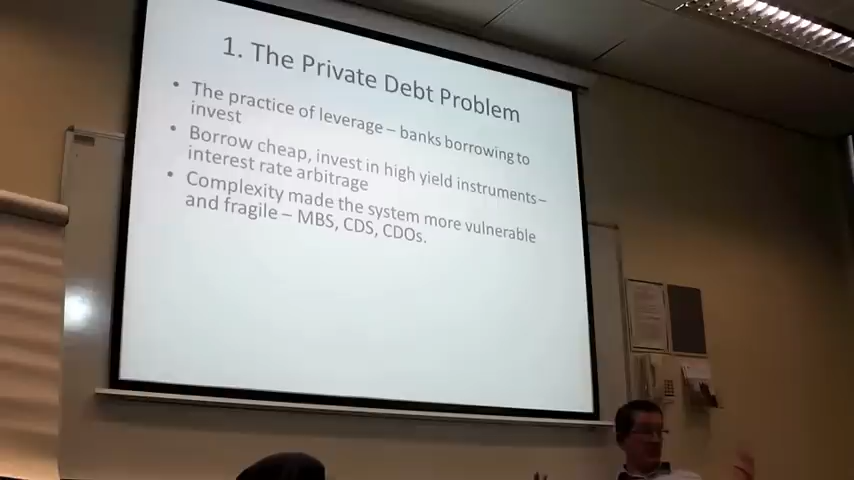 1. The Private Debt Problem
• The practice of leverage – banks borrowing to
invest
• Borrow cheap, invest in high yield instruments –
interest rate arbitrage
• Complexity made the system more vulnerable
and fragile – MBS, CDS, CDOs.